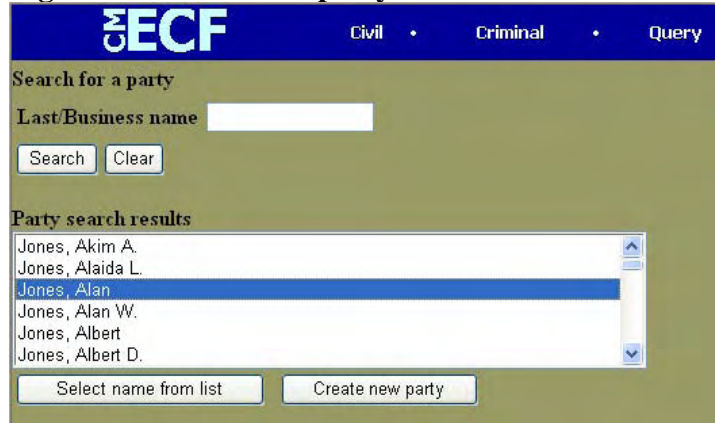 CM ECF Civil • Criminal • Query
Search for a party
Last/Business name
Search Clear
Party search results
Jones, Akim A.
Jones, Alaida L.
Jones, Alan
Jones, Alan W.
Jones, Albert
Jones, Albert D.
Select name from list Create new party